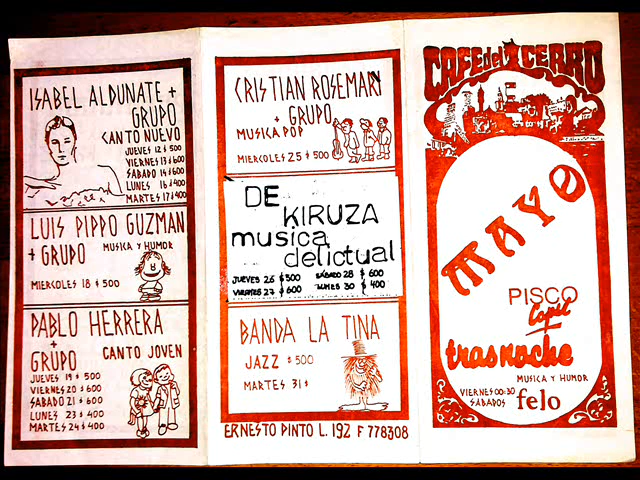 ISABEL ALDUNATE +
GRUPO
CANTO NUEVO
JUEVES 12 $ 500
VIERNES 13 $ 600
SABADO 14 $ 600
LUNES 16 $ 400
MARTES 17 $ 400
LUIS PIPPO GUZMAN
+ GRUPO
MUSICA Y HUMOR
MIERCOLES 18 $ 500
PABLO HERRERA
+
GRUPO
CANTO JOVEN
JUEVES 19 $ 500
VIERNES 20 $ 600
SABADO 21 $ 600
LUNES 23 $ 400
MARTES 24 $ 400
CRISTIAN ROSEMARY
+ GRUPO
MUSICA POP
MIERCOLES 25 $ 500
DE
KIRUZA
musica
delictual
JUEVES 26 $ 500
VIERNES 27 $ 600
SÁBADO 28 $ 600
LUNES 30 $ 400
BANDA LA TINA
JAZZ $ 500
MARTES 31 $
ERNESTO PINTO L. 192 F 778308
CAFE del CERRO
MAYO
PISCO
Capel
trasnoche
MUSICA Y HUMOR
VIERNES 00:30
SÁBADOS
felo